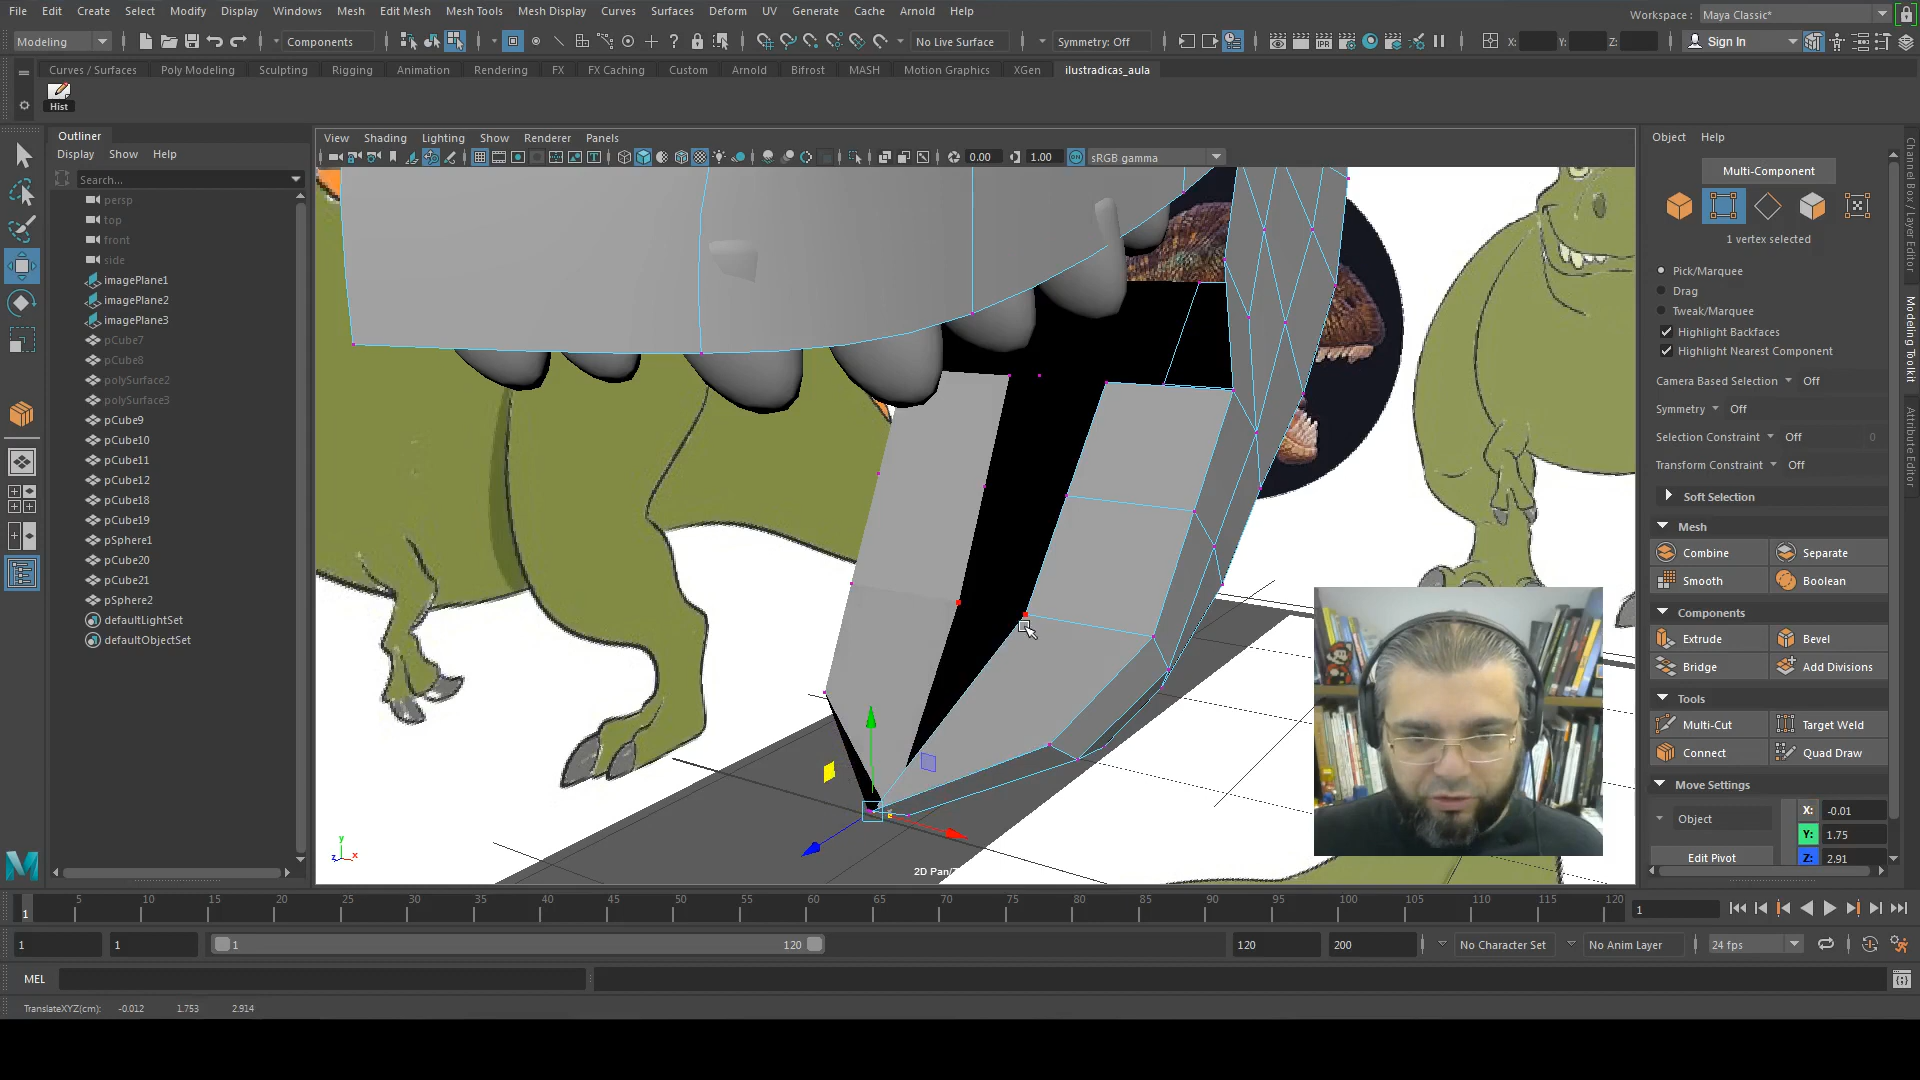 File Edit Create Select Modify Display Windows Mesh Edit Mesh Mesh Tools Mesh Display Curves Surfaces Deform UV Generate Cache Arnold Help
Workspace : Maya Classic*
Modeling Components No Live Surface Symmetry: Off X: Y: Z: Sign In
Curves / Surfaces Poly Modeling Sculpting Rigging Animation Rendering FX FX Caching Custom Arnold Bifrost MASH Motion Graphics XGen ilustradicas_aula
Hist
Outliner
Display Show Help
Search...
persp
top
front
side
imagePlane1
imagePlane2
imagePlane3
pCube7
pCube8
polySurface2
polySurface3
pCube9
pCube10
pCube11
pCube12
pCube18
pCube19
pSphere1
pCube20
pCube21
pSphere2
defaultLightSet
defaultObjectSet
View Shading Lighting Show Renderer Panels
0.00 1.00 sRGB gamma
y
z x
2D Pan/
Object Help
Multi-Component
1 vertex selected
Pick/Marquee
Drag
Tweak/Marquee
Highlight Backfaces
Highlight Nearest Component
Camera Based Selection Off
Symmetry Off
Selection Constraint Off 0
Transform Constraint Off
Soft Selection
Mesh
Combine Separate
Smooth Boolean
Components
Extrude Bevel
Bridge Add Divisions
Tools
Multi-Cut Target Weld
Connect Quad Draw
Move Settings
Object X: -0.01
Y: 1.75
Edit Pivot Z: 2.91
Channel Box / Layer Editor
Modeling Toolkit
Attribute Editor
1 5 10 15 20 25 30 35 40 45 50 55 60 65 70 75 80 85 90 95 100 105 110 115 120 1
1 1 1 120 120 200 No Character Set No Anim Layer 24 fps
MEL
TranslateXYZ(cm): -0.012 1.753 2.914